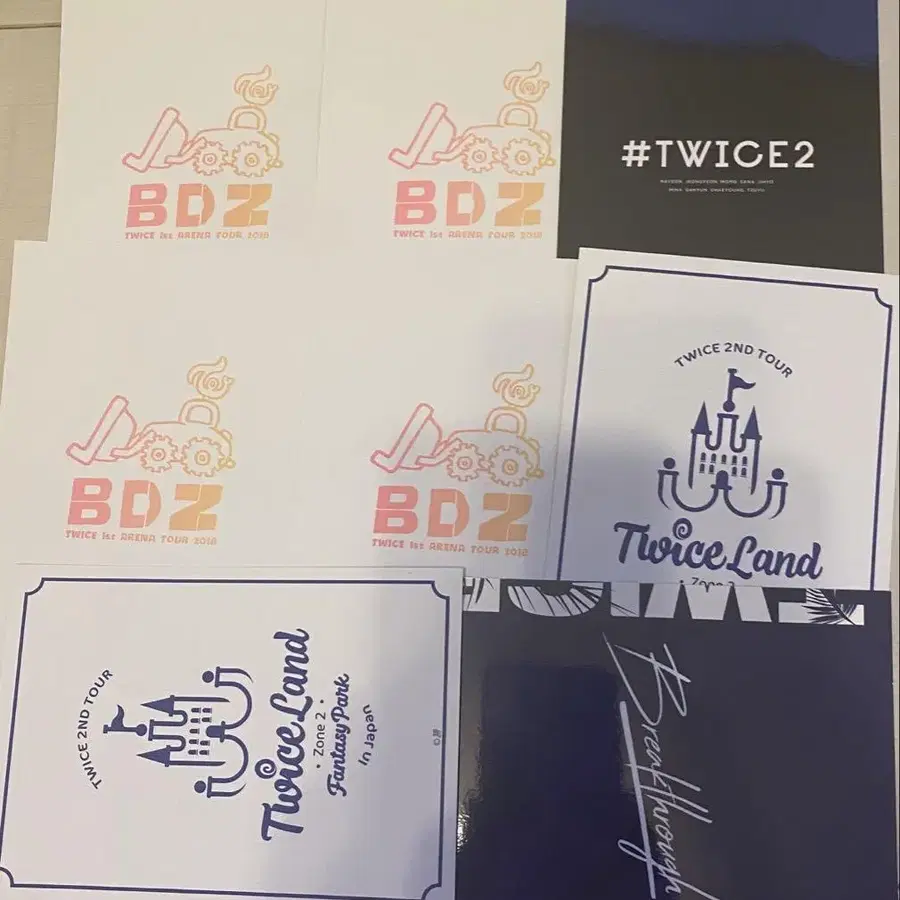 BDZ
TWICE 1st ARENA TOUR 2018
BDZ
TWICE 1st ARENA TOUR 2018
#TWICE2
NAYEON JEONGYEON MOMO SANA JIHYO
MINA DAHYUN CHAEYOUNG TZUYU
BDZ
TWICE 1st ARENA TOUR 2018
BDZ
TWICE 1st ARENA TOUR 2018
TWICE 2ND TOUR
TwiceLand
TWICE 2ND TOUR
TwiceLand
· Zone 2 ·
Fantasy Park
In Japan
Breakthrough